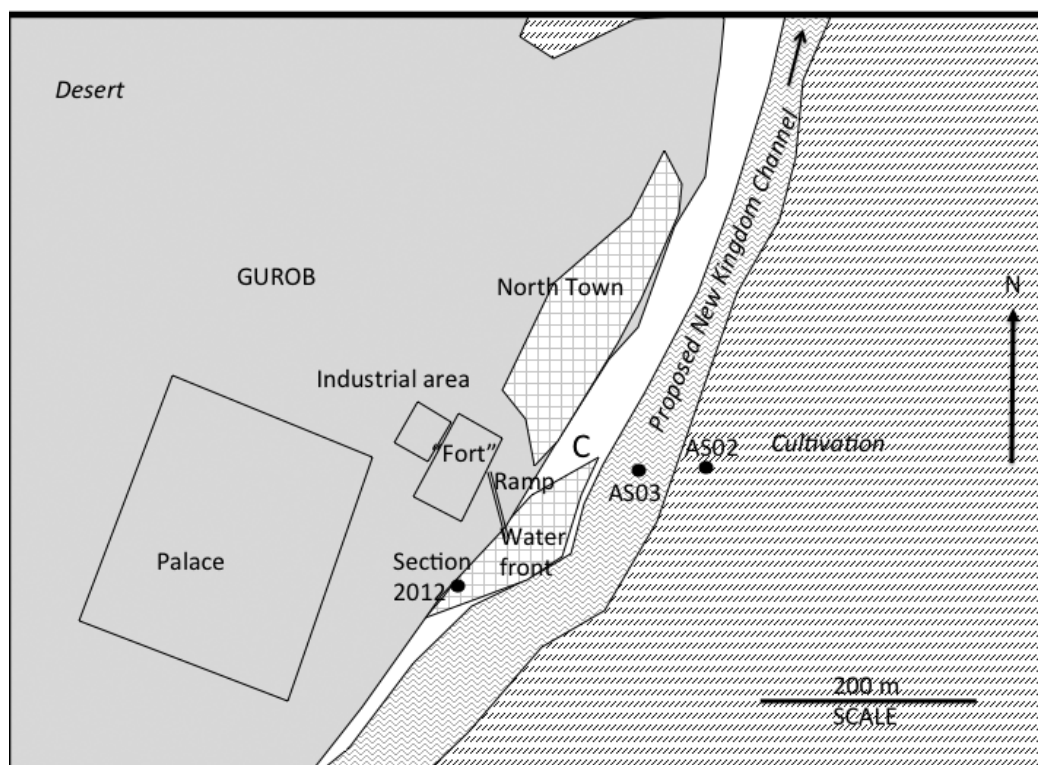 Desert
Proposed New Kingdom Channel
GUROB
North Town
N
Industrial area
"Fort"
C
Cultivation
AS02
Ramp
AS03
Palace
Section
2012
Water
front
200 m
SCALE